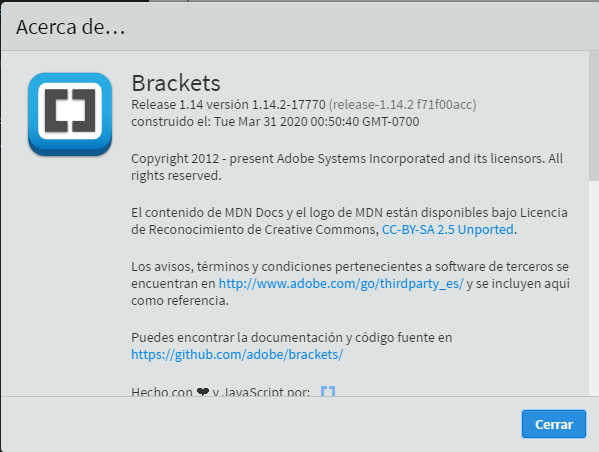 Acerca de...
Brackets
Release 1.14 versión 1.14.2-17770 (release-1.14.2 f71f00acc)
construido el: Tue Mar 31 2020 00:50:40 GMT-0700
Copyright 2012 - present Adobe Systems Incorporated and its licensors. All
rights reserved.
El contenido de MDN Docs y el logo de MDN están disponibles bajo Licencia
de Reconocimiento de Creative Commons, CC-BY-SA 2.5 Unported.
Los avisos, términos y condiciones pertenecientes a software de terceros se
encuentran en http://www.adobe.com/go/thirdparty_es/ y se incluyen aquí
como referencia.
Puedes encontrar la documentación y código fuente en
https://github.com/adobe/brackets/
Hecho con ❤ y JavaScript por:
Cerrar